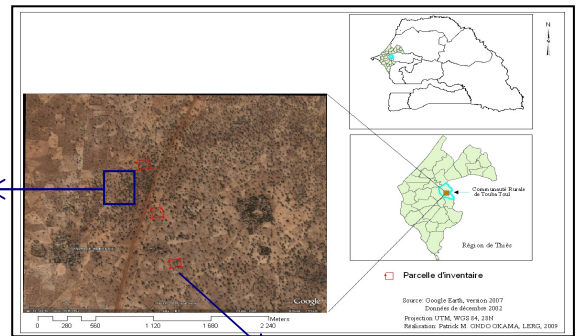 N
Communauté Rurale
de Touba Toul
Région de Thiès
Parcelle d'inventaire
Google
Meters
0 280 560 1 120 1 680 2 240
Source: Google Earth, version 2007
Données de décembre 2002
Projection UTM, WGS 84, 28N
Réalisation: Patrick M. ONDO OKAMA, LERG, 2009